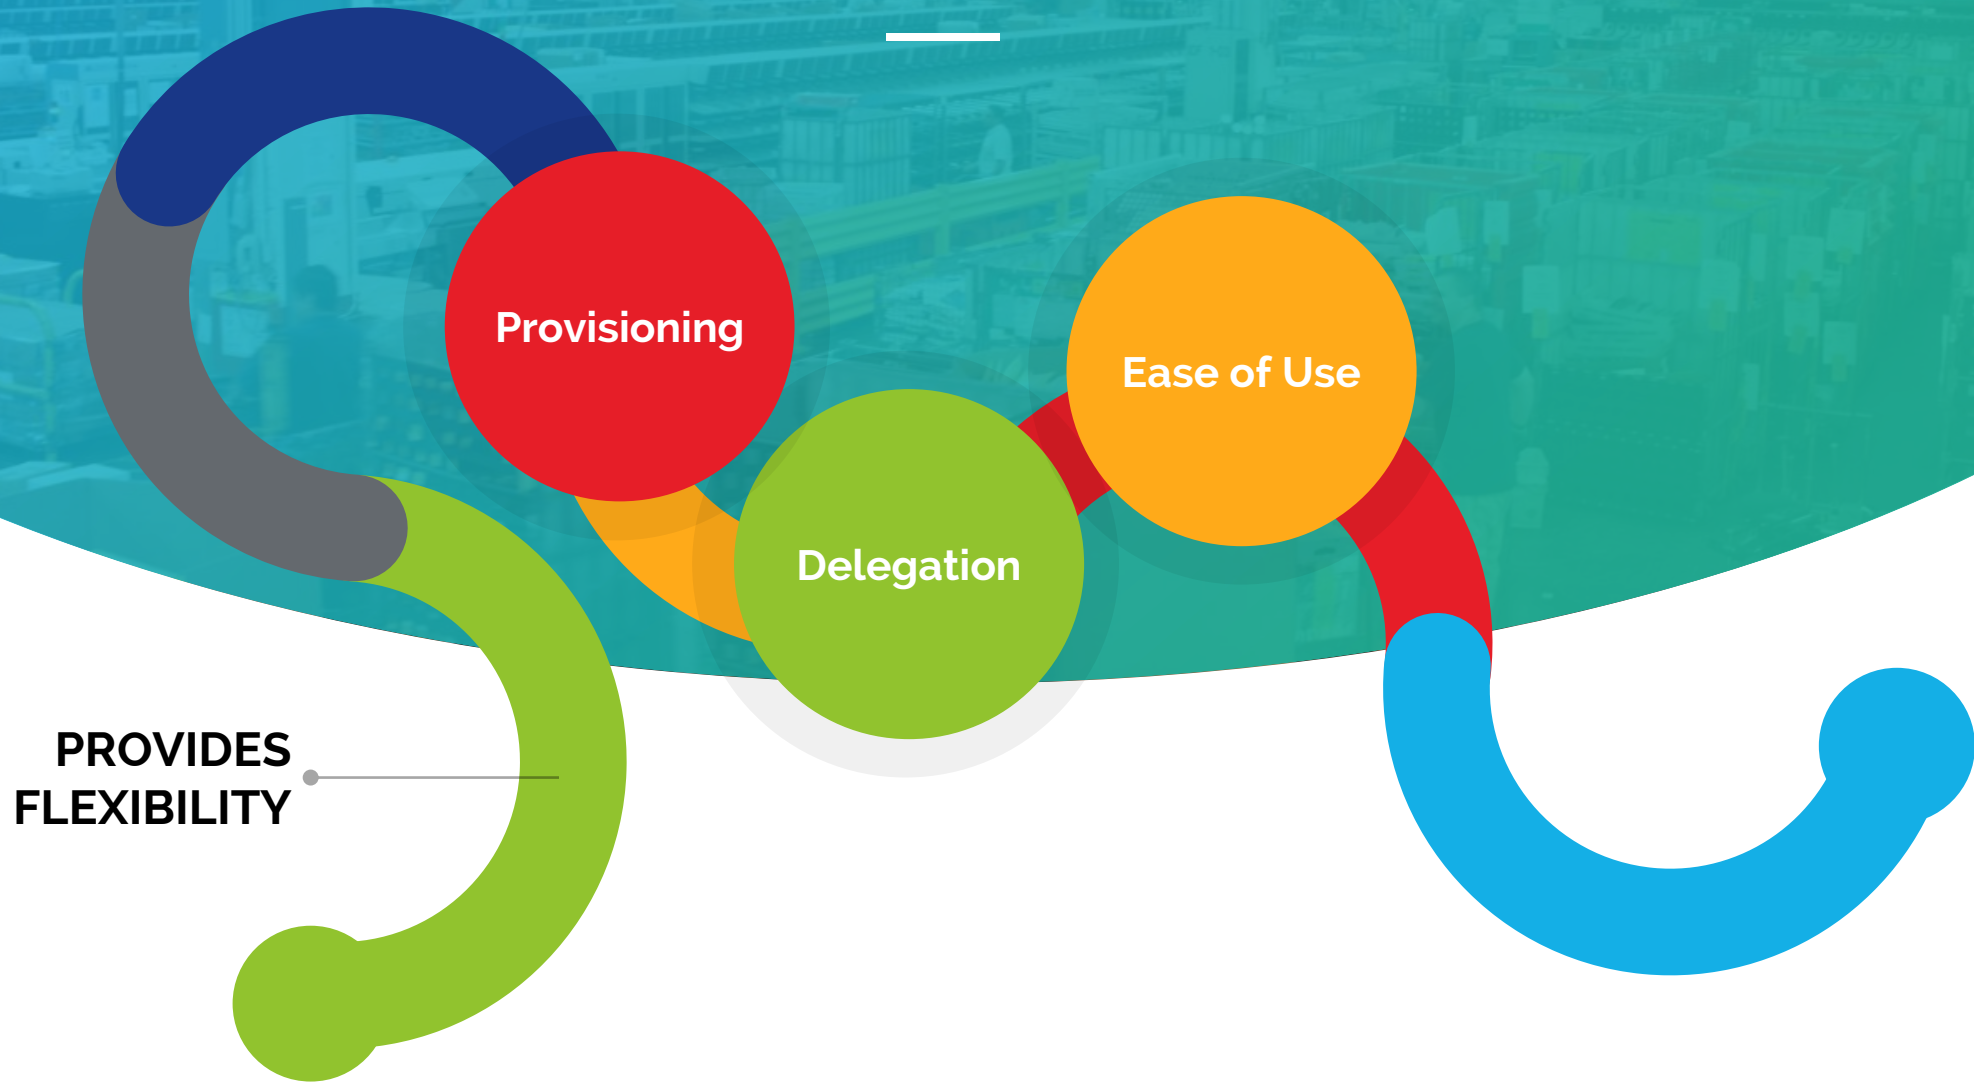 Provisioning
Ease of Use
Delegation
PROVIDES
FLEXIBILITY